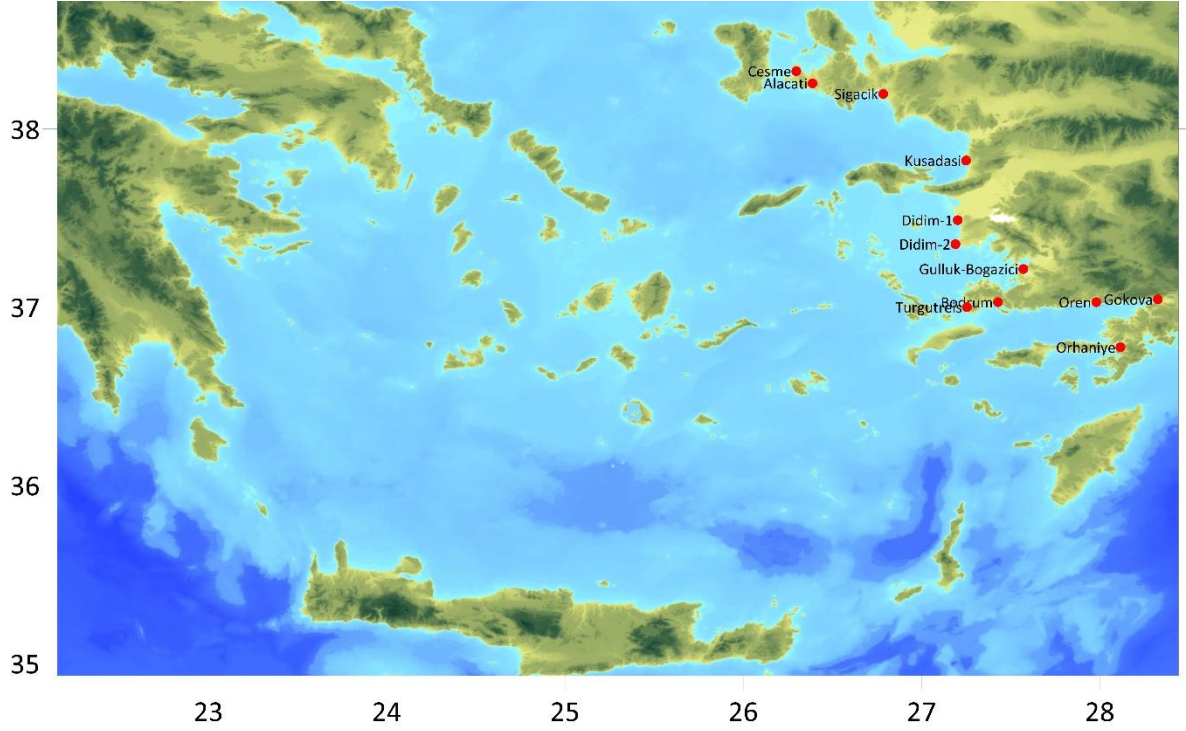 Cesme
Alacati
Sigacik
38
Kusadasi
Didim-1
Didim-2
Gulluk-Bogazici
Bodrum
Turgutreis
Oren
Gokova
37
Orhaniye
36
35
23 24 25 26 27 28